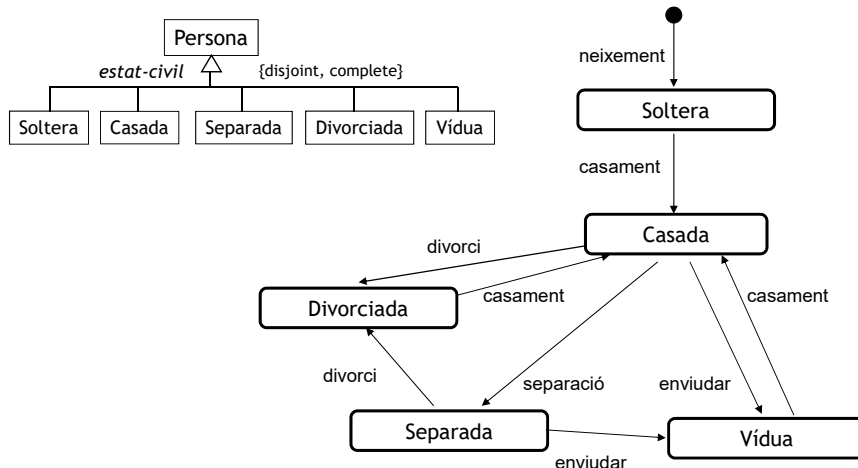 Persona
estat-civil {disjoint, complete}
Soltera Casada Separada Divorciada Vídua
neixement
Soltera
casament
Casada
divorci
Divorciada
casament
casament
divorci
separació
enviudar
Separada
Vídua
enviudar